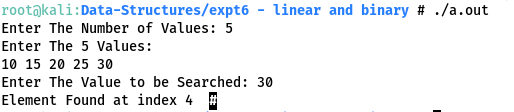 root@kali:Data-Structures/expt6 - linear and binary # ./a.out
Enter The Number of Values: 5
Enter The 5 Values:
10 15 20 25 30
Enter The Value to be Searched: 30
Element Found at index 4  #